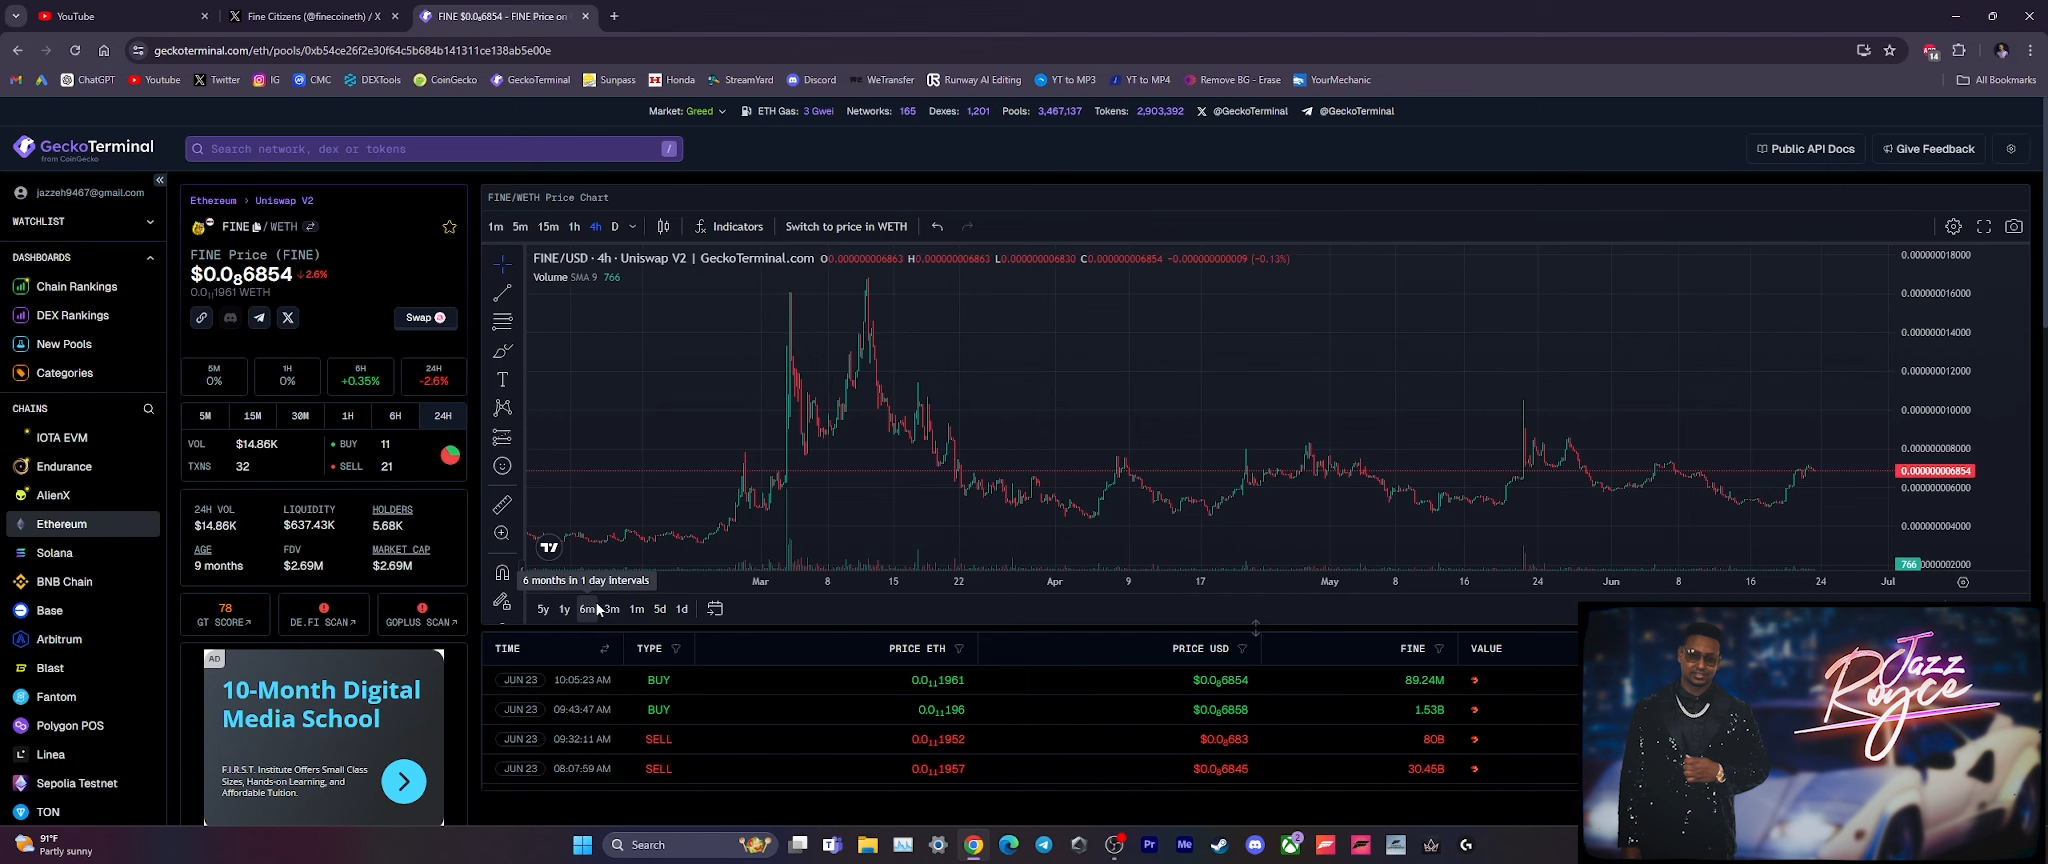 YouTube
Fine Citizens (@finecoineth) / X
FINE $0.0₈6854 - FINE Price on
geckoterminal.com/eth/pools/0xb54ce26f2e30f64c5b684b141311ce138ab5e00e
14
ChatGPT Youtube Twitter IG CMC DEXTools CoinGecko GeckoTerminal Sunpass Honda StreamYard Discord WeTransfer Runway AI Editing YT to MP3 YT to MP4 Remove BG - Erase YourMechanic All Bookmarks
Market: Greed ETH Gas: 3 Gwei Networks: 165 Dexes: 1,201 Pools: 3,467,137 Tokens: 2,903,392 @GeckoTerminal @GeckoTerminal
GeckoTerminal
from CoinGecko
Search network, dex or tokens /
Public API Docs Give Feedback
jazzeh9467@gmail.com
WATCHLIST
DASHBOARDS
Chain Rankings
DEX Rankings
New Pools
Categories
CHAINS
IOTA EVM
Endurance
AlienX
Ethereum
Solana
BNB Chain
Base
Arbitrum
Blast
Fantom
Polygon POS
Linea
Sepolia Testnet
TON
Ethereum > Uniswap V2
FINE / WETH
FINE Price (FINE)
$0.0₈6854 ↓2.6%
0.0₁₁1961 WETH
Swap
5M 1H 6H 24H
0% 0% +0.35% -2.6%
5M 15M 30M 1H 6H 24H
VOL $14.86K BUY 11
TXNS 32 SELL 21
24H VOL LIQUIDITY HOLDERS
$14.86K $637.43K 5.68K
AGE FDV MARKET CAP
9 months $2.69M $2.69M
78
GT SCORE↗ DE.FI SCAN↗ GOPLUS SCAN↗
AD
10-Month Digital
Media School
F.I.R.S.T. Institute Offers Small Class
Sizes, Hands-on Learning, and
Affordable Tuition.
FINE/WETH Price Chart
1m 5m 15m 1h 4h D Indicators Switch to price in WETH
FINE/USD · 4h · Uniswap V2 | GeckoTerminal.com O0.000000006863 H0.000000006863 L0.000000006830 C0.000000006854 -0.000000000009 (-0.13%)
Volume SMA 9 766
0.000000018000
0.000000016000
0.000000014000
0.000000012000
0.000000010000
0.000000008000
0.000000006854
0.000000006000
0.000000004000
766
Mar 8 15 22 Apr 9 17 May 8 16 24 Jun 8 16 24 Jul
6 months in 1 day intervals
5y 1y 6m 3m 1m 5d 1d
TIME TYPE PRICE ETH PRICE USD FINE VALUE
JUN 23 10:05:23 AM BUY 0.0₁₁1961 $0.0₈6854 89.24M
JUN 23 09:43:47 AM BUY 0.0₁₁196 $0.0₈6858 1.53B
JUN 23 09:32:11 AM SELL 0.0₁₁1952 $0.0₈683 80B
JUN 23 08:07:59 AM SELL 0.0₁₁1957 $0.0₈6845 30.45B
Jazz
Royce
91°F
Partly sunny
Search
Pr
Me
2